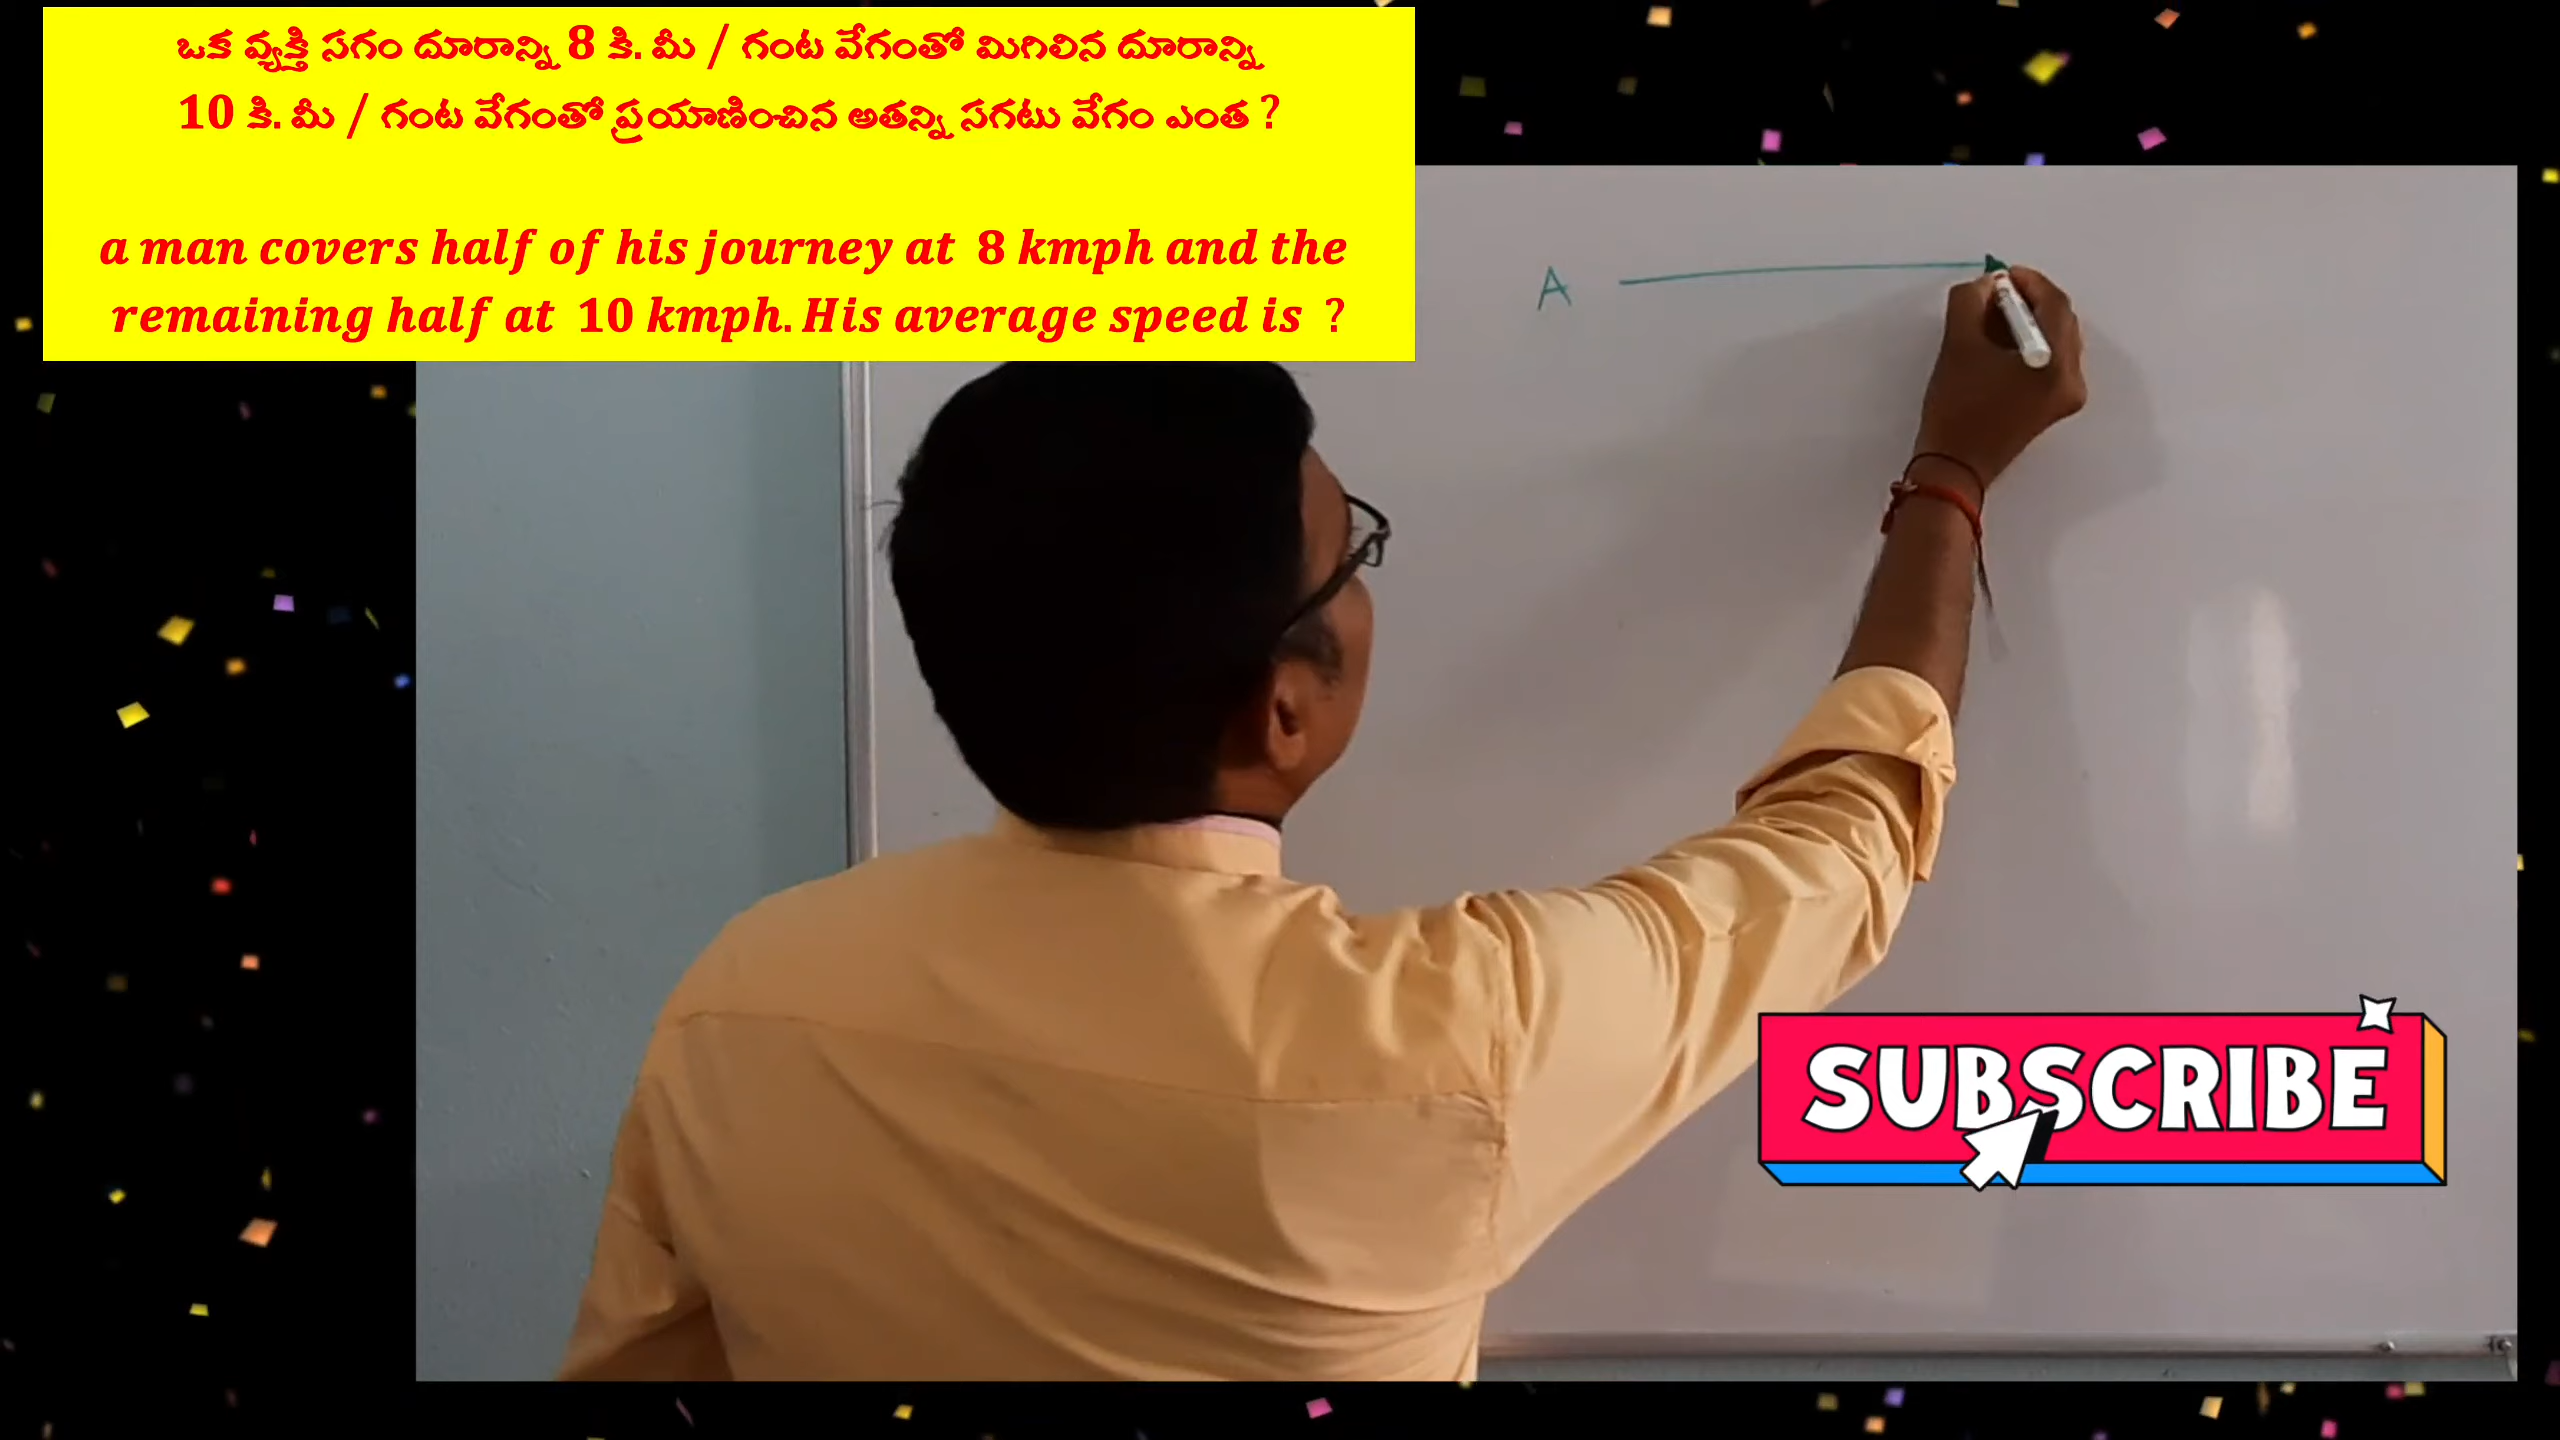 ఒక వ్యక్తి సగం దూరాన్ని 8 కి. మీ / గంట వేగంతో మిగిలిన దూరాన్ని
10 కి. మీ / గంట వేగంతో ప్రయాణించిన అతన్ని సగటు వేగం ఎంత ?
a man covers half of his journey at 8 kmph and the
remaining half at 10 kmph. His average speed is ?
A
SUBSCRIBE